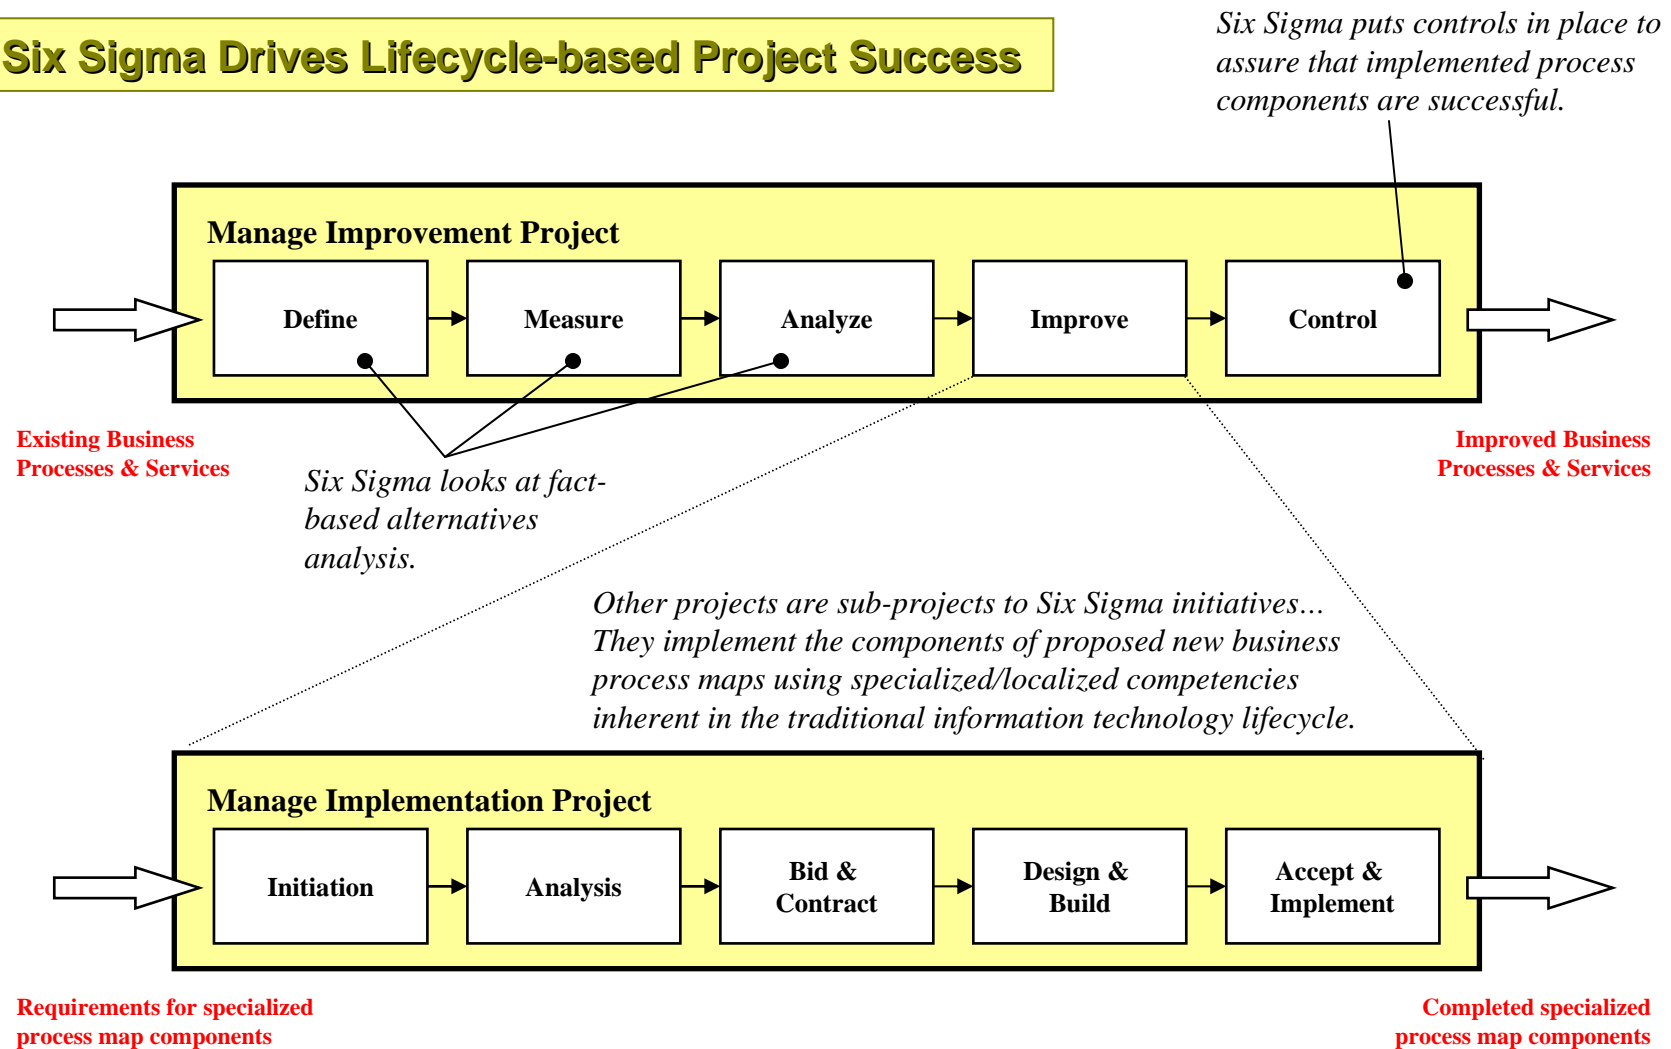 Six Sigma Drives Lifecycle-based Project Success
Six Sigma puts controls in place to
assure that implemented process
components are successful.
Manage Improvement Project
Define
Measure
Analyze
Improve
Control
Existing Business
Processes & Services
Improved Business
Processes & Services
Six Sigma looks at fact-
based alternatives
analysis.
Other projects are sub-projects to Six Sigma initiatives…
They implement the components of proposed new business
process maps using specialized/localized competencies
inherent in the traditional information technology lifecycle.
Manage Implementation Project
Initiation
Analysis
Bid &
Contract
Design &
Build
Accept &
Implement
Requirements for specialized
process map components
Completed specialized
process map components